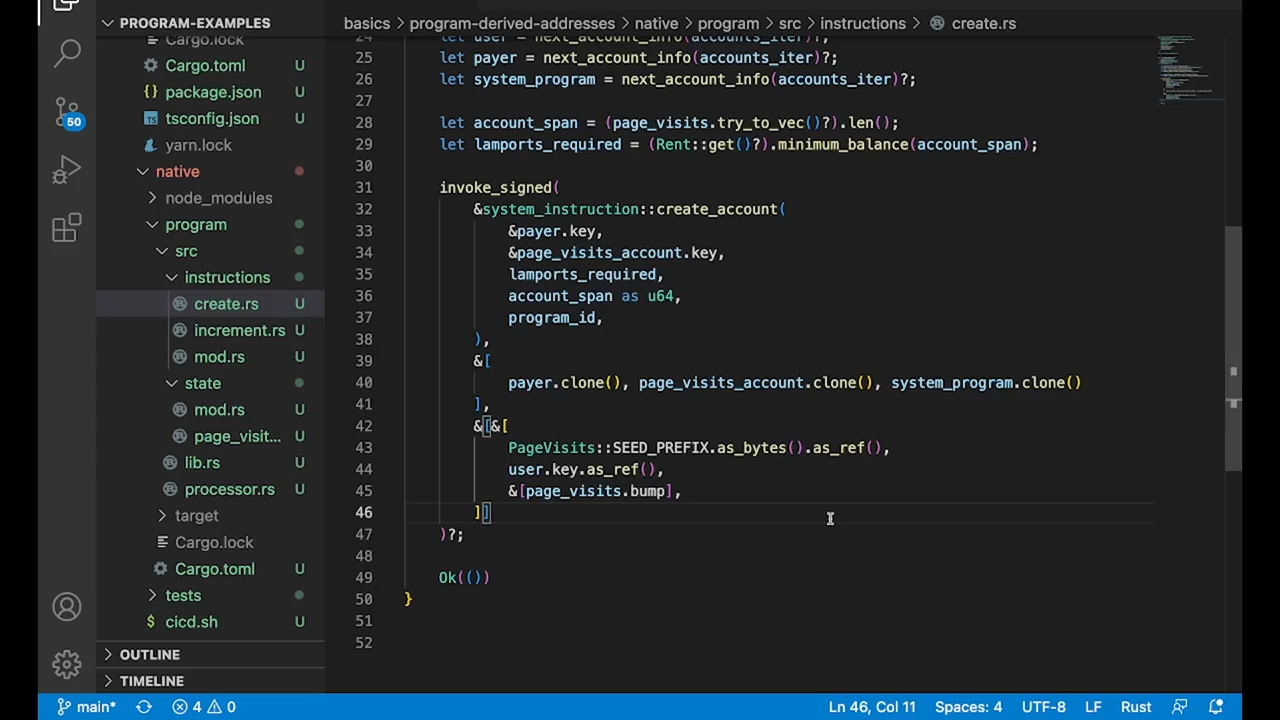 PROGRAM-EXAMPLES
Cargo.lock
Cargo.toml U
package.json U
TS tsconfig.json U
yarn.lock
native
node_modules
program
src
instructions
create.rs U
increment.rs U
mod.rs U
state
mod.rs U
page_visit... U
lib.rs U
processor.rs U
target
Cargo.lock
Cargo.toml U
tests
cicd.sh U
OUTLINE
TIMELINE
50
basics > program-derived-addresses > native > program > src > instructions > create.rs
24 let user = next_account_info(accounts_iter)?;
25 let payer = next_account_info(accounts_iter)?;
26 let system_program = next_account_info(accounts_iter)?;
27
28 let account_span = (page_visits.try_to_vec()?).len();
29 let lamports_required = (Rent::get()?).minimum_balance(account_span);
30
31 invoke_signed(
32 &system_instruction::create_account(
33 &payer.key,
34 &page_visits_account.key,
35 lamports_required,
36 account_span as u64,
37 program_id,
38 ),
39 &[
40 payer.clone(), page_visits_account.clone(), system_program.clone()
41 ],
42 &[&[
43 PageVisits::SEED_PREFIX.as_bytes().as_ref(),
44 user.key.as_ref(),
45 &[page_visits.bump],
46 ]]
47 )?;
48
49 Ok(())
50 }
51
52
main* 4 0 Ln 46, Col 11 Spaces: 4 UTF-8 LF Rust